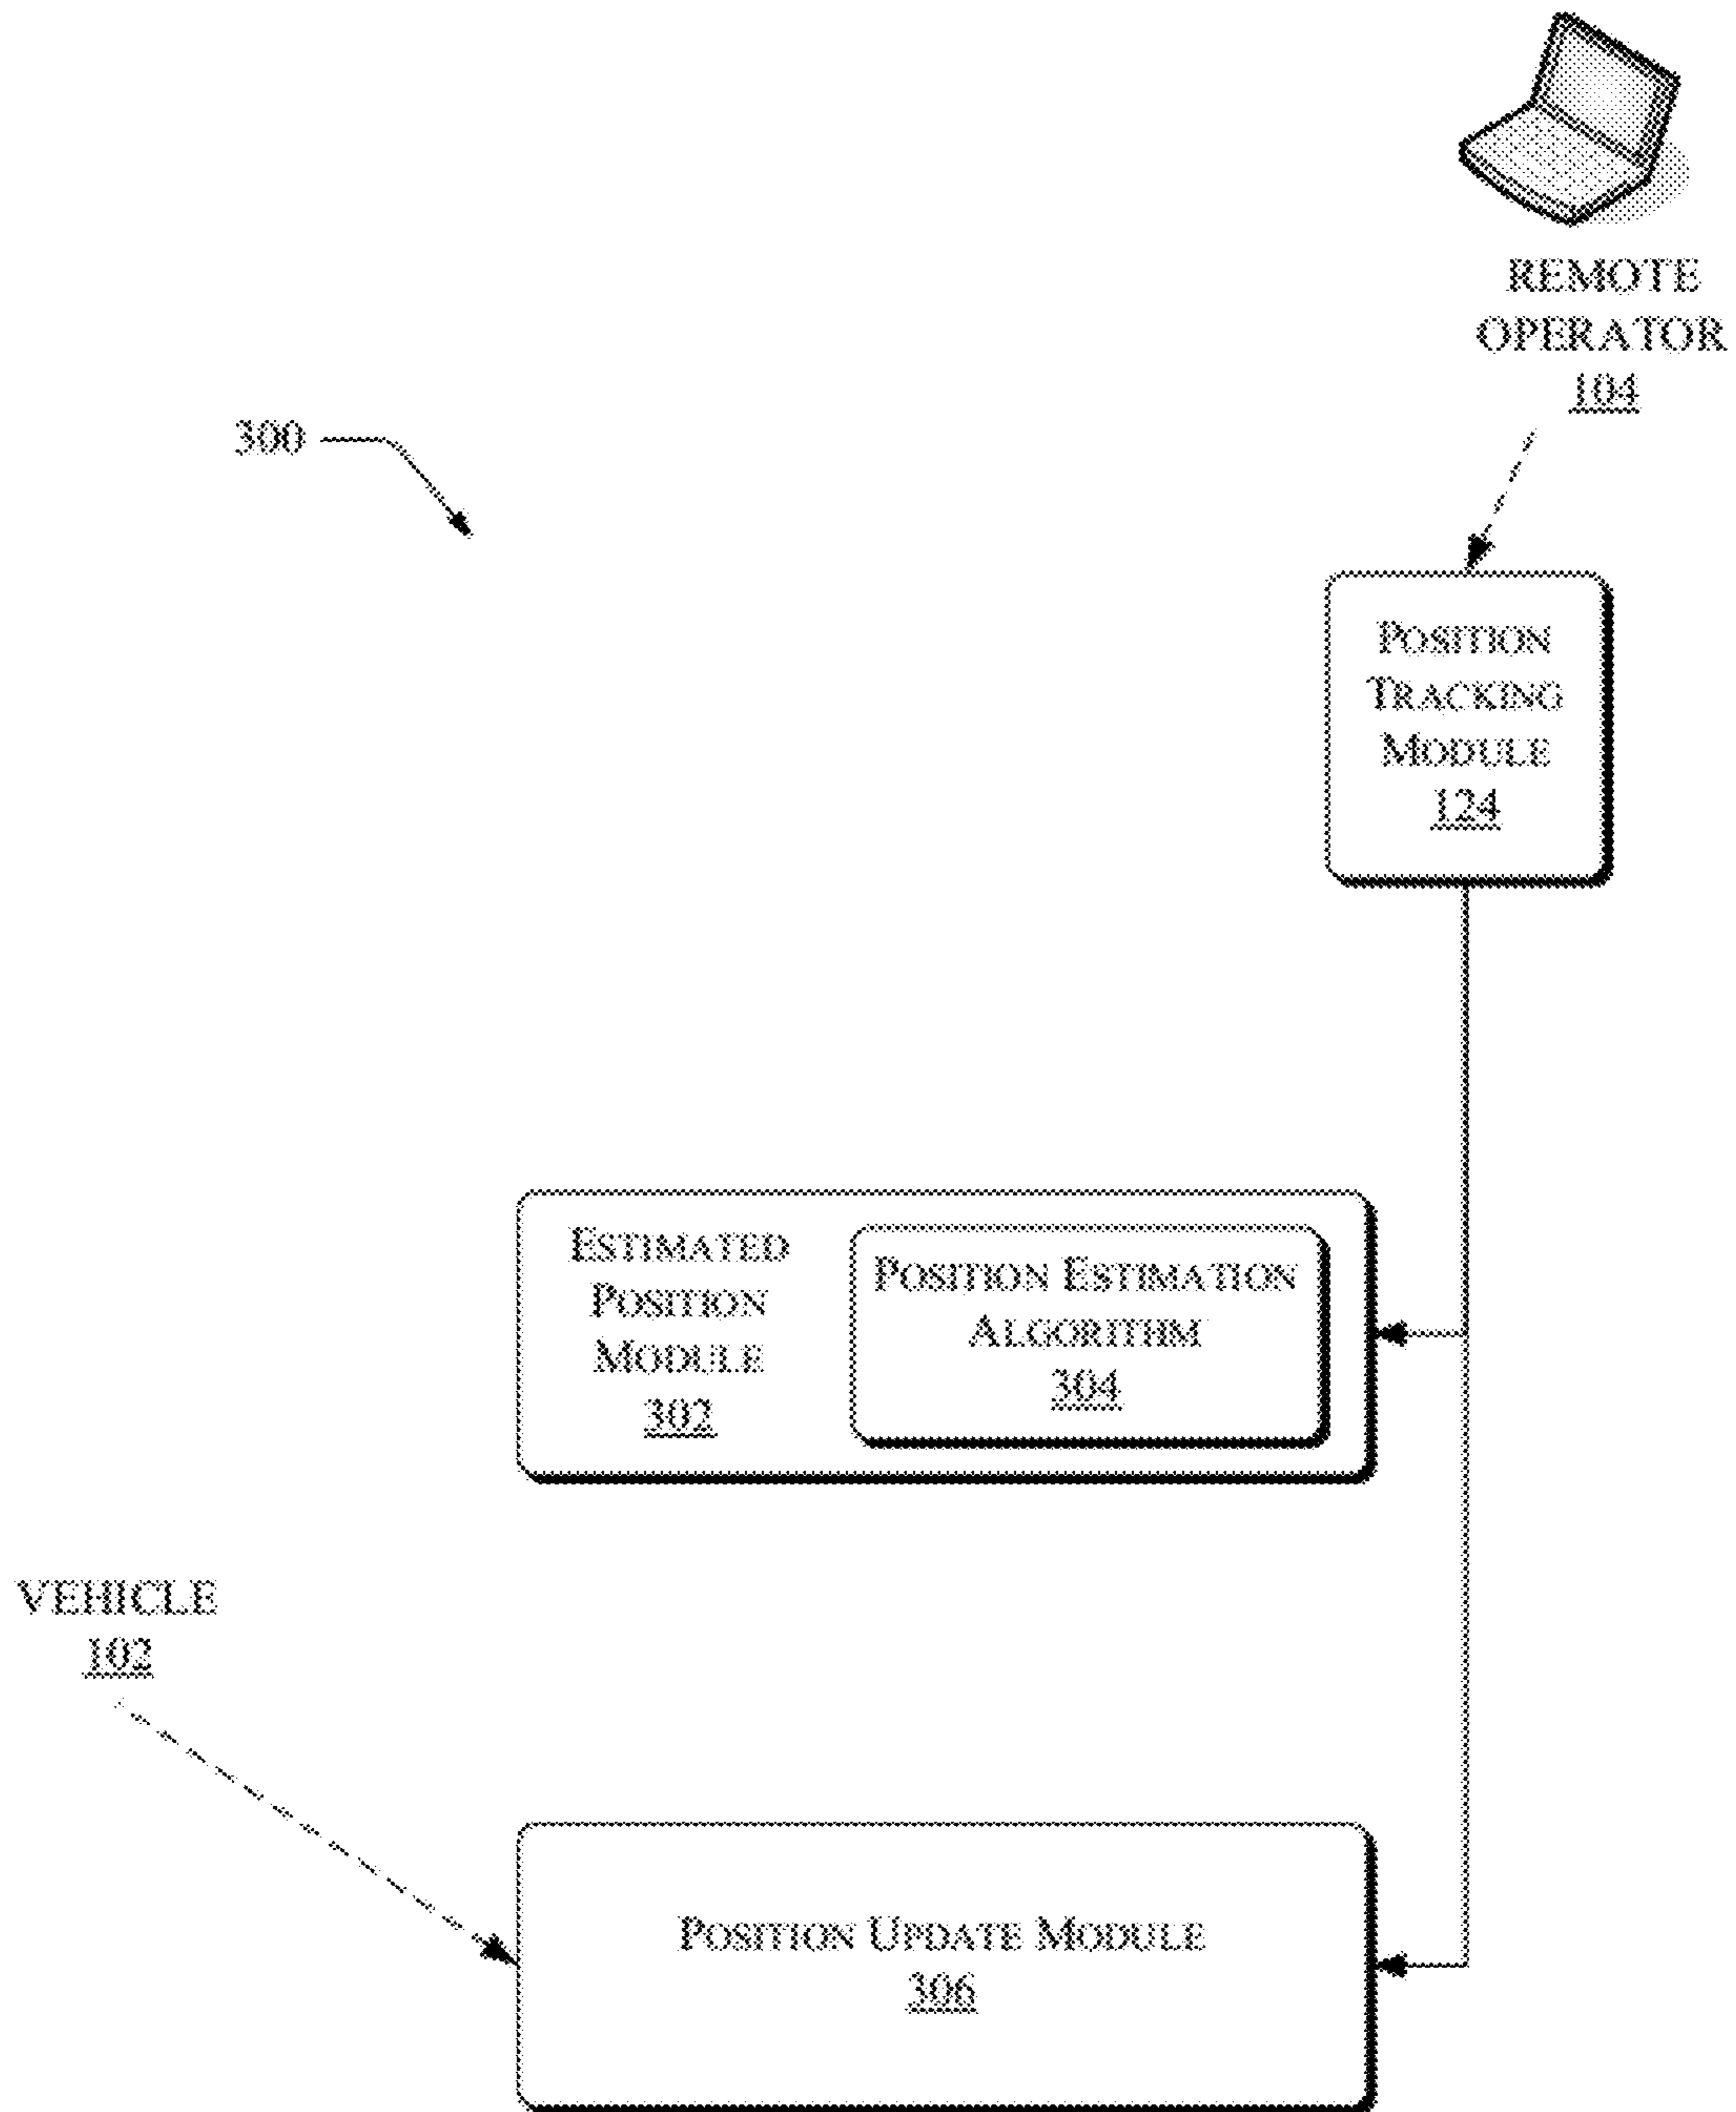 REMOTE
OPERATOR
104
300
POSITION
TRACKING
MODULE
124
ESTIMATED
POSITION
MODULE
302
POSITION ESTIMATION
ALGORITHM
304
VEHICLE
102
POSITION UPDATE MODULE
306